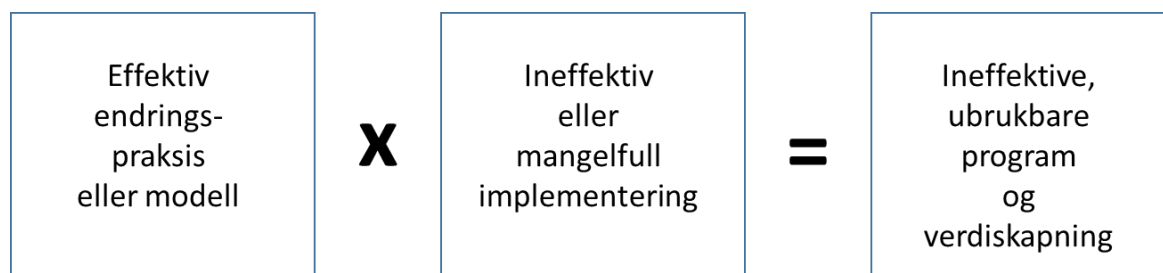 Effektiv
endrings-
praksis
eller modell
x
Ineffektiv
eller
mangelfull
implementering
=
Ineffektive,
ubrukbare
program
og
verdiskapning